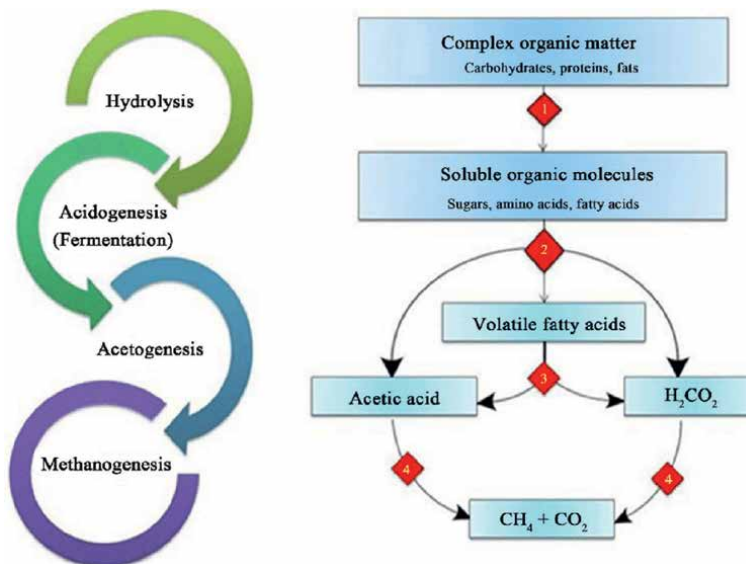 Hydrolysis
Acidogenesis
(Fermentation)
Acetogenesis
Methanogenesis
Complex organic matter
Carbohydrates, proteins, fats
1
Soluble organic molecules
Sugars, amino acids, fatty acids
2
Volatile fatty acids
3
Acetic acid
H₂CO₂
4
4
CH₄ + CO₂